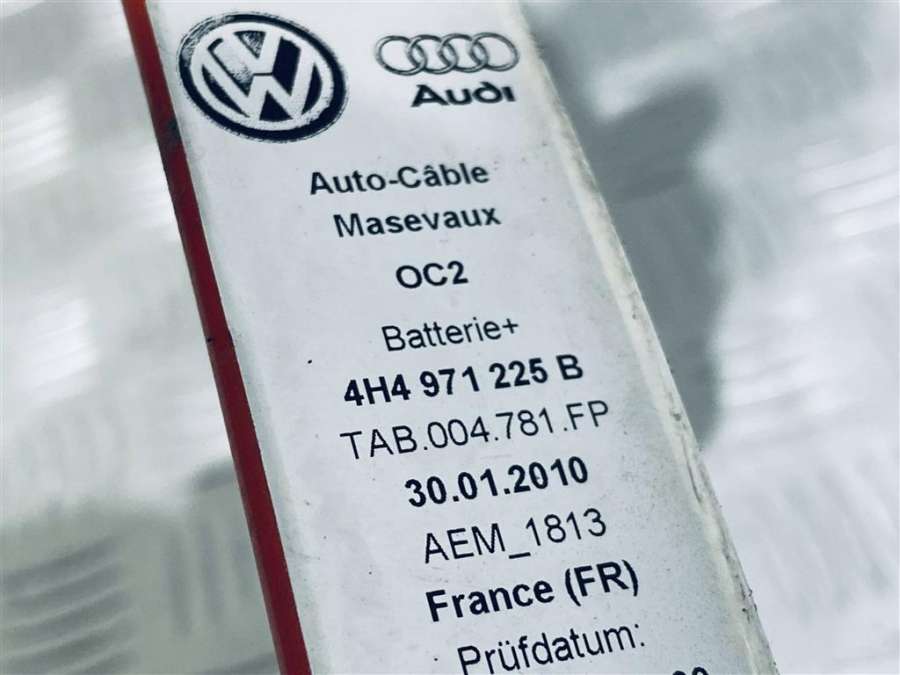 Audi
Auto-Câble
Masevaux
OC2
Batterie+
4H4 971 225 B
TAB.004.781.FP
30.01.2010
AEM_1813
France (FR)
Prüfdatum: